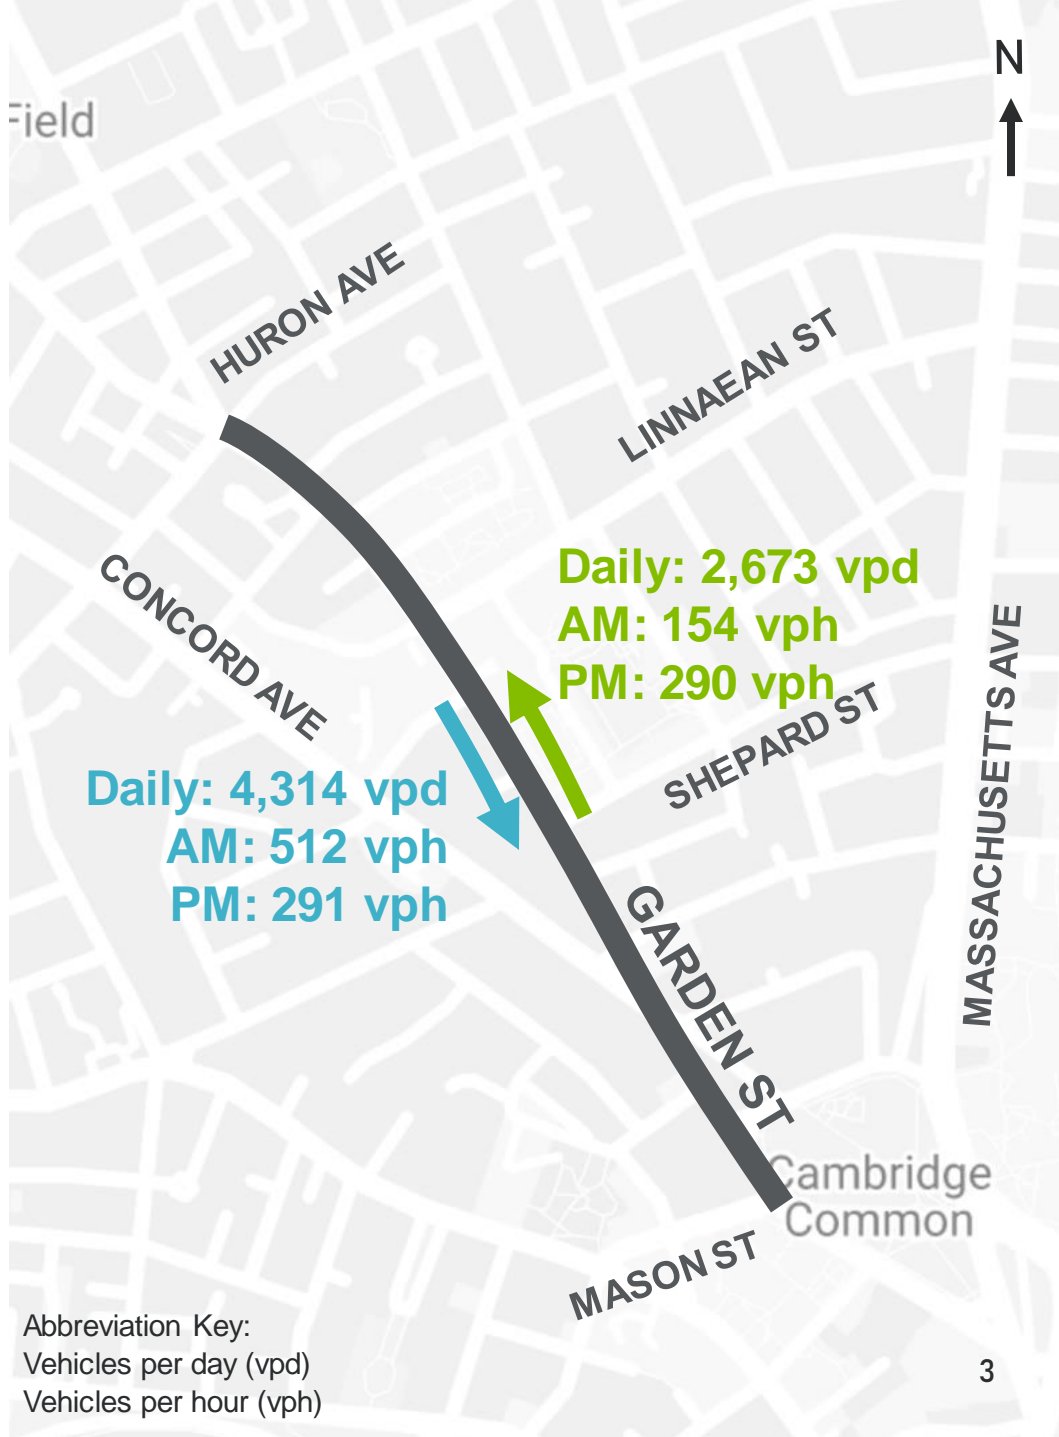 N
Field
HURON AVE
LINNAEAN ST
CONCORD AVE
Daily: 2,673 vpd
AM: 154 vph
PM: 290 vph
SHEPARD ST
MASSACHUSETTS AVE
Daily: 4,314 vpd
AM: 512 vph
PM: 291 vph
GARDEN ST
Cambridge
Common
MASON ST
Abbreviation Key:
Vehicles per day (vpd)
Vehicles per hour (vph)
3